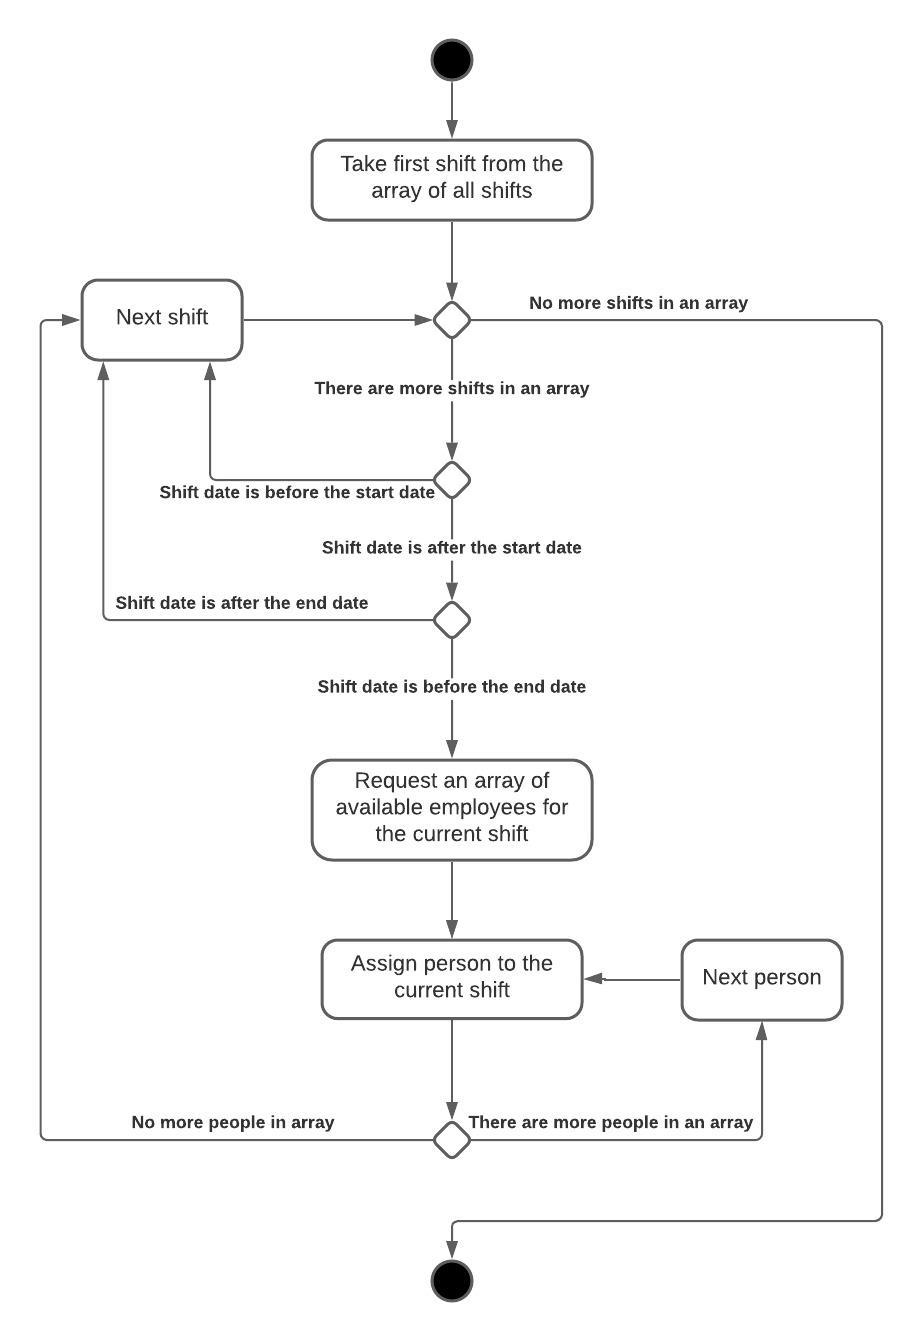 Take first shift from the
array of all shifts
Next shift
No more shifts in an array
There are more shifts in an array
Shift date is before the start date
Shift date is after the start date
Shift date is after the end date
Shift date is before the end date
Request an array of
available employees for
the current shift
Assign person to the
current shift
Next person
No more people in array
There are more people in an array